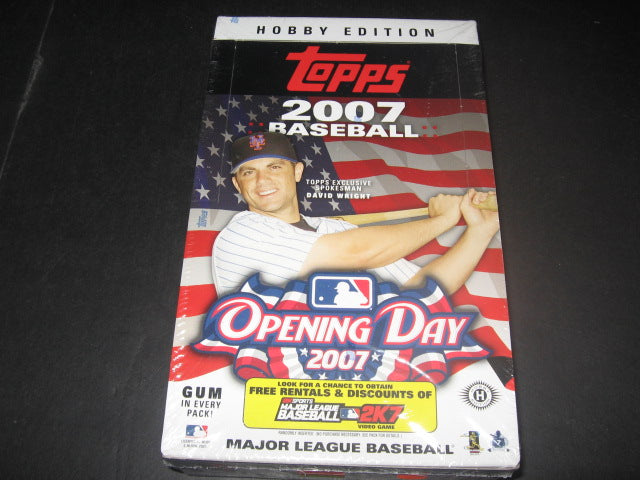 HOBBY EDITION
TOPPS
2007
BASEBALL
TOPPS EXCLUSIVE
SPOKESMAN
DAVID WRIGHT
OPENING DAY
2007
LOOK FOR A CHANCE TO OBTAIN
FREE RENTALS & DISCOUNTS OF
SPORTS
MAJOR LEAGUE
BASEBALL 2K7
VIDEO GAME
GUM
IN EVERY
PACK!
H
MAJOR LEAGUE BASEBALL